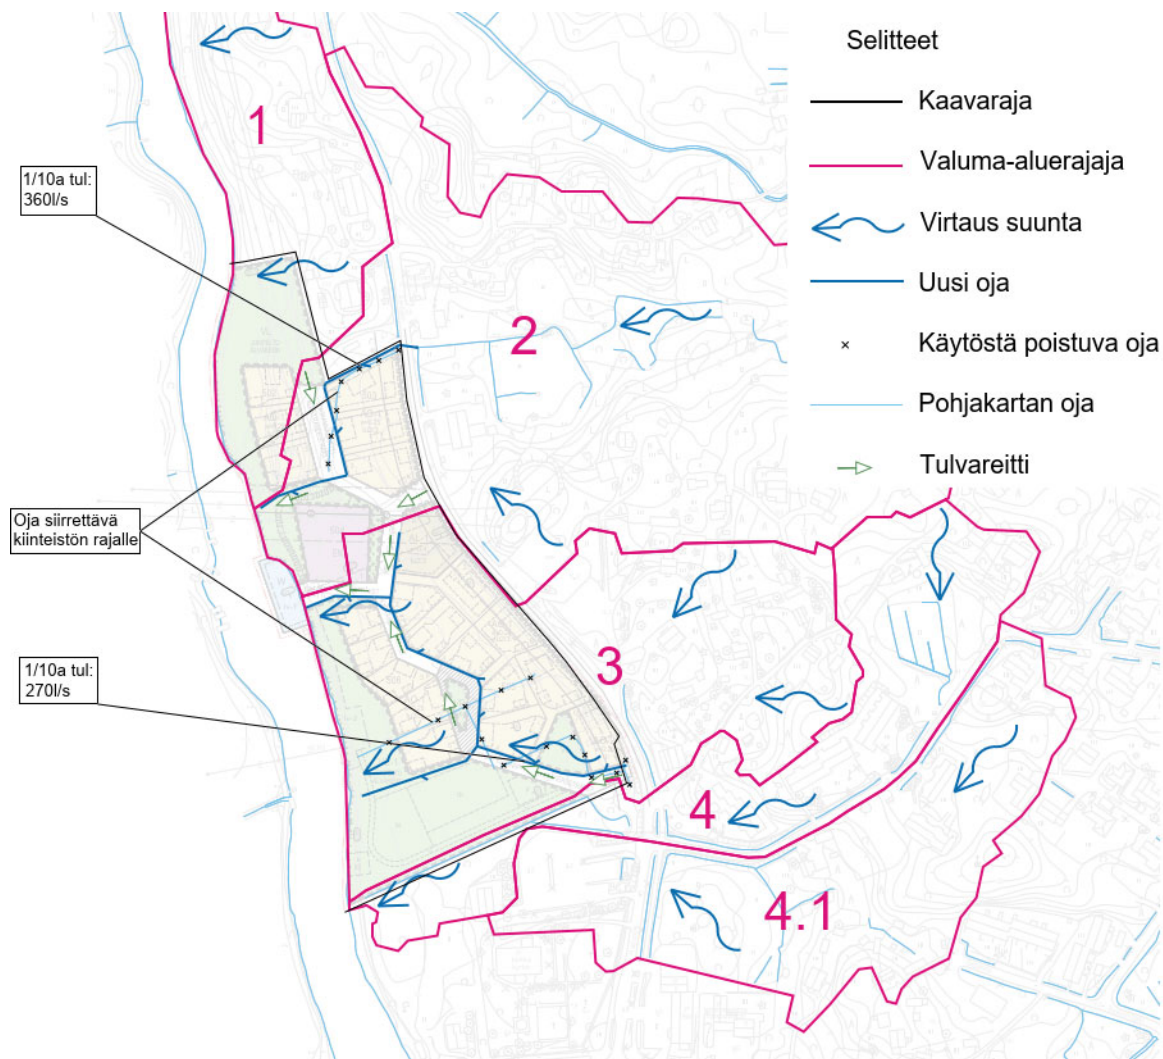 Selitteet
Kaavaraja
Valuma-aluerajaja
Virtaus suunta
Uusi oja
Käytöstä poistuva oja
Pohjakartan oja
Tulvareitti
1
1/10a tul:
360l/s
2
Oja siirrettävä
kiinteistön rajalle
3
1/10a tul:
270l/s
4
4.1